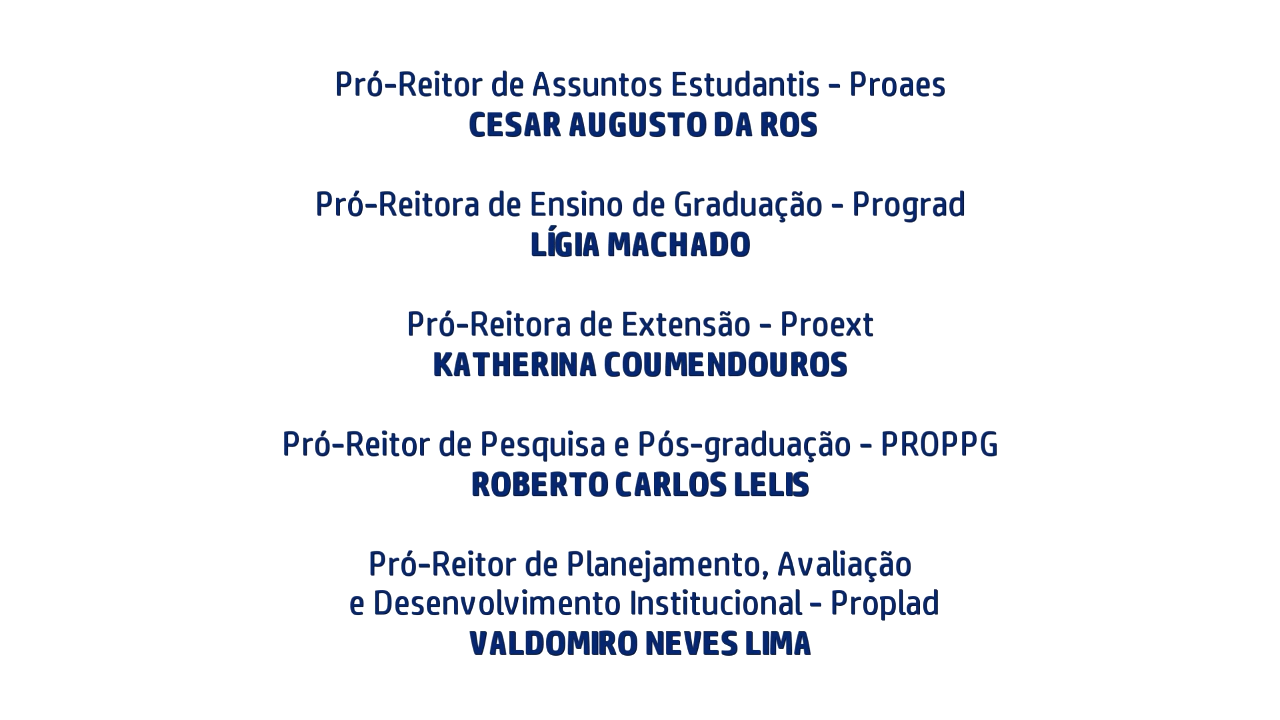 Pró-Reitor de Assuntos Estudantis - Proaes
CESAR AUGUSTO DA ROS
Pró-Reitora de Ensino de Graduação - Prograd
LÍGIA MACHADO
Pró-Reitora de Extensão - Proext
KATHERINA COUMENDOUROS
Pró-Reitor de Pesquisa e Pós-graduação - PROPPG
ROBERTO CARLOS LELIS
Pró-Reitor de Planejamento, Avaliação
e Desenvolvimento Institucional - Proplad
VALDOMIRO NEVES LIMA